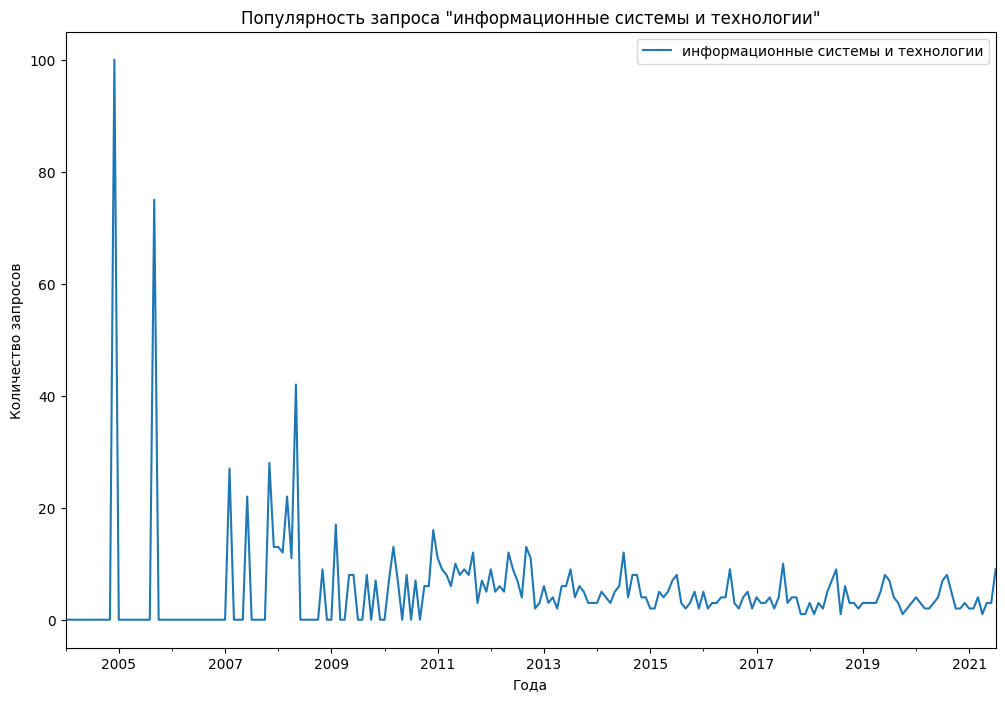 Популярность запроса "информационные системы и технологии"
информационные системы и технологии
Количество запросов
100
80
60
40
20
0
2005 2007 2009 2011 2013 2015 2017 2019 2021
Года